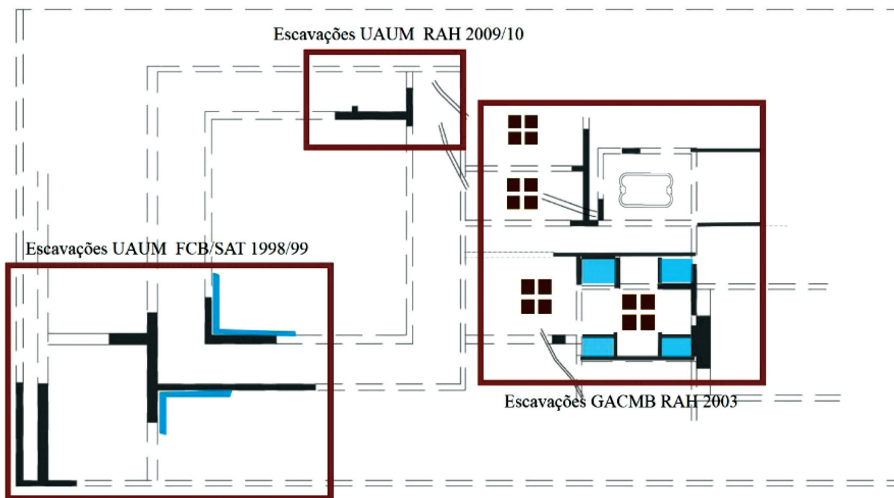 Escavações UAUM RAH 2009/10
Escavações UAUM FCB/SAT 1998/99
Escavações GACMB RAH 2003